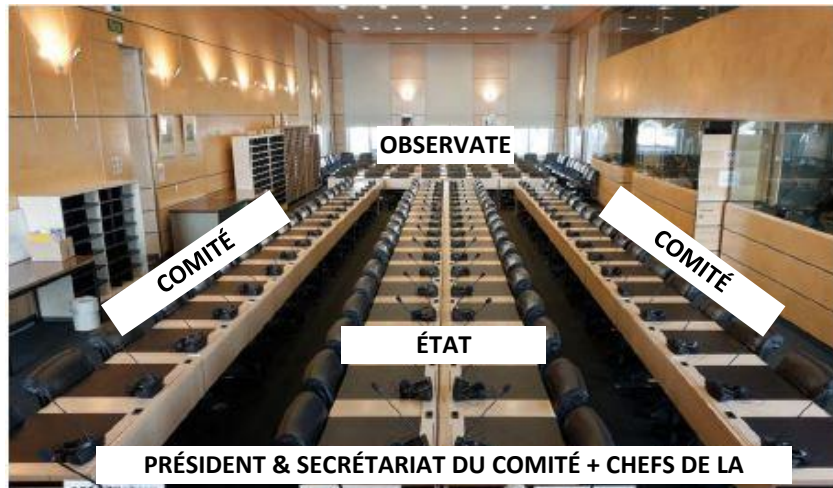 OBSERVATE
COMITÉ
COMITÉ
ÉTAT
PRÉSIDENT & SECRÉTARIAT DU COMITÉ + CHEFS DE LA